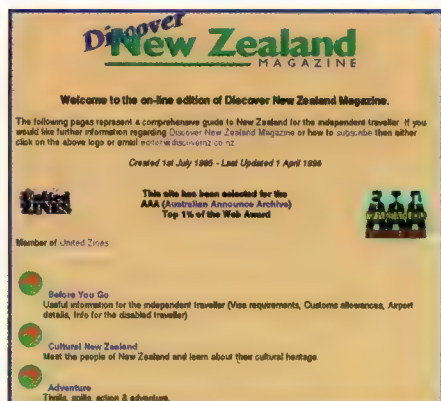 Discover
New Zealand
MAGAZINE
Welcome to the on-line edition of Discover New Zealand Magazine.
The following pages represent a comprehensive guide to New Zealand for the independent traveller. If you
would like further information regarding Discover New Zealand Magazine or how to subscribe then either
click on the above logo or email editor@discovernz.co.nz
Created 1st July 1995 - Last Updated 1 April 1996
United
ZINES
This site has been selected for the
AAA (Australian Announce Archive)
Top 1% of the Web Award
Member of United Zines
Before You Go
Useful information for the independent traveller (Visa requirements, Customs allowances, Airport
details, Info for the disabled traveller)
Cultural New Zealand
Meet the people of New Zealand and learn about their cultural heritage.
Adventure
Thrills, spills, action & adventure.